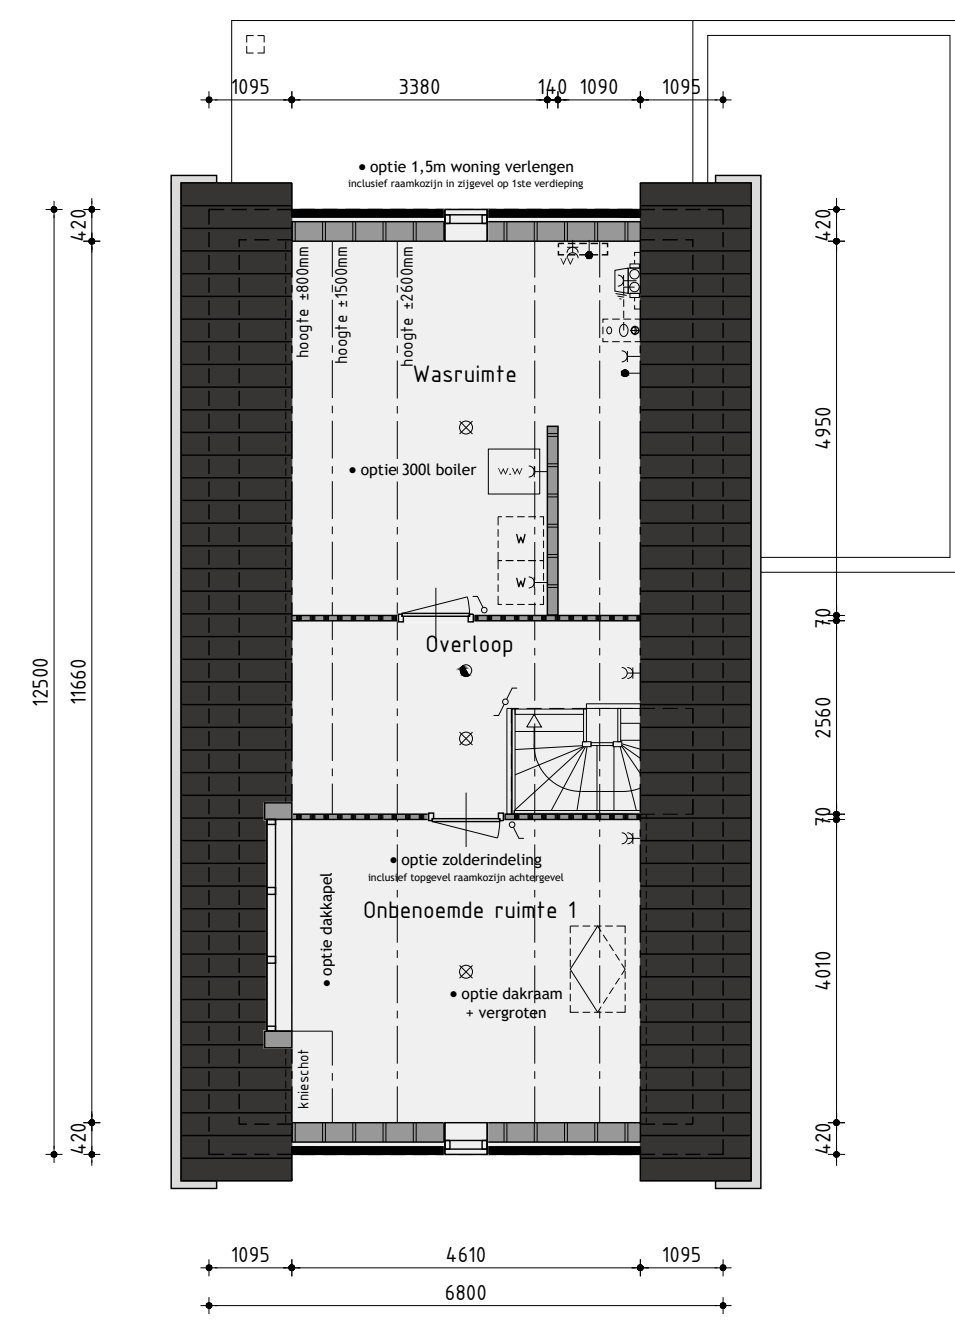 1095 3380 140 1090 1095
• optie 1,5m woning verlengen
inclusief raamkozijn in zijgevel op 1ste verdieping
420
420
hoogte ±800mm
hoogte ±1500mm
hoogte ±2600mm
Wasruimte
4950
• optie 300l boiler
w.w
w
w
70
Overloop
12500
11660
2560
70
• optie zolderindeling
inclusief topgevel raamkozijn achtergevel
• optie dakkapel
Onbenoemde ruimte 1
4010
• optie dakraam
+ vergroten
knieschot
420
420
1095 4610 1095
6800